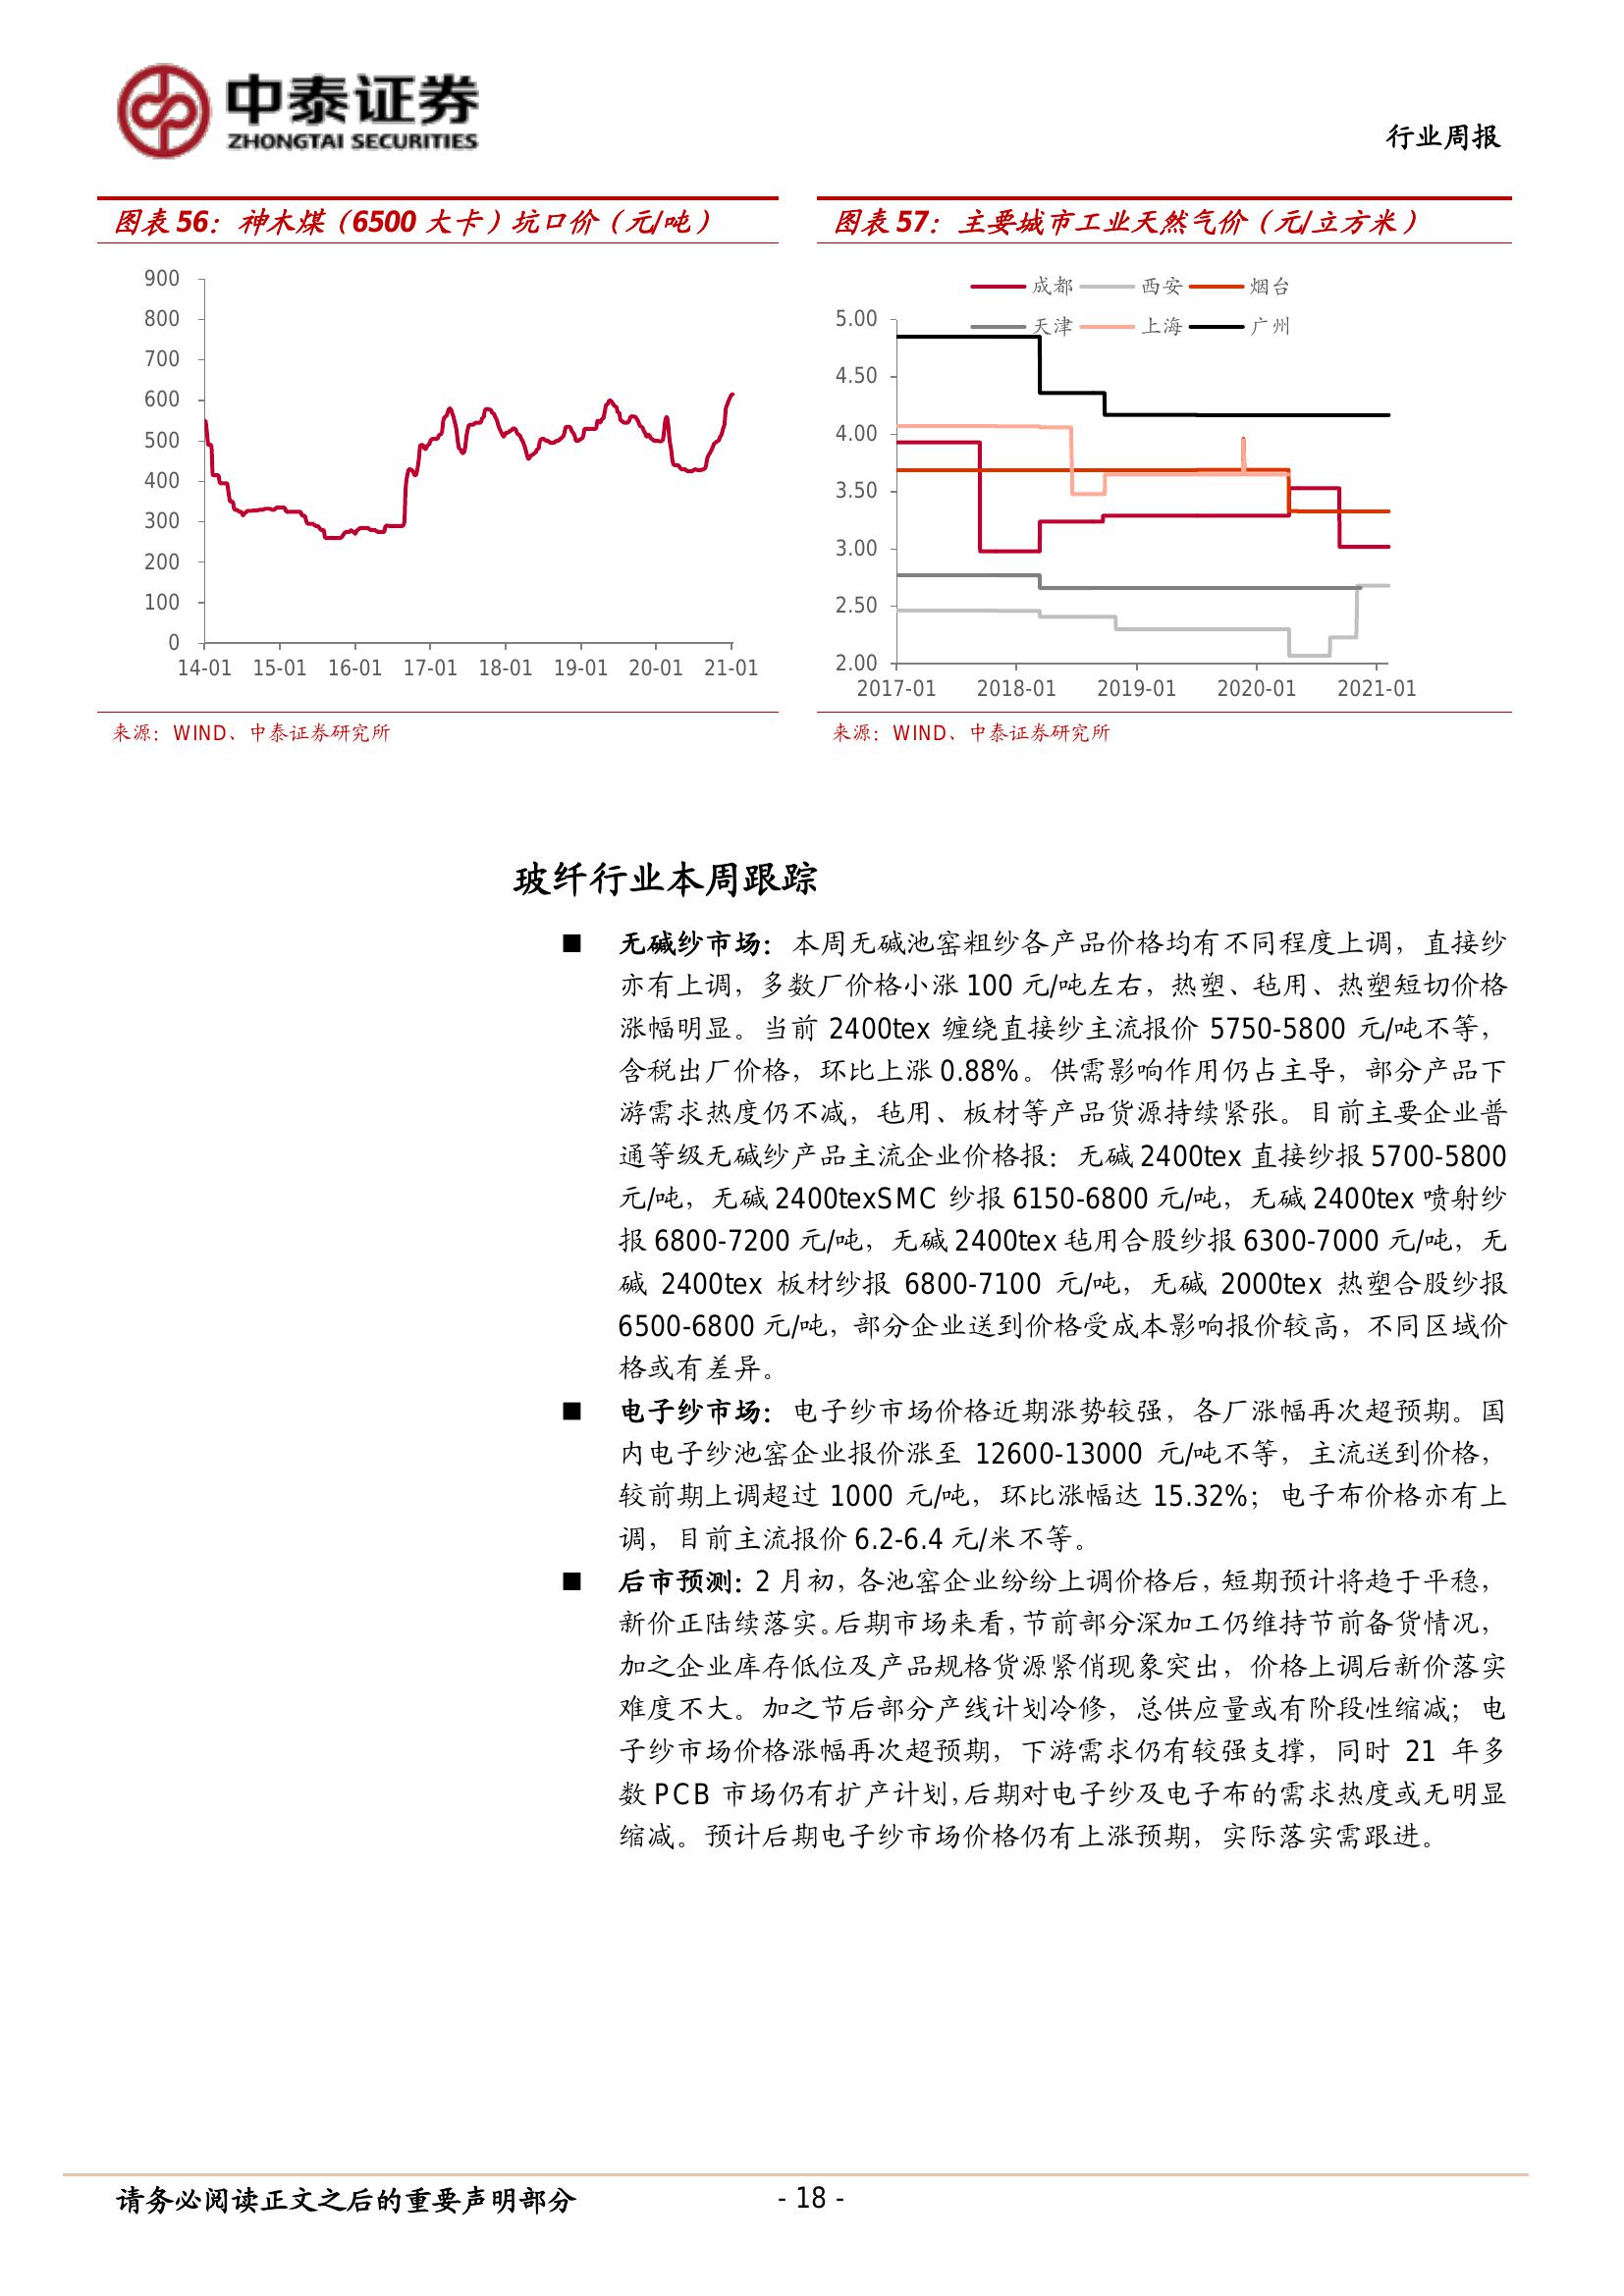 中泰证券
ZHONGTAI SECURITIES
行业周报
图表 56：神木煤（6500 大卡）坑口价（元/吨）
900
800
700
600
500
400
300
200
100
0
14-01 15-01 16-01 17-01 18-01 19-01 20-01 21-01
来源：WIND、中泰证券研究所
图表 57：主要城市工业天然气价（元/立方米）
成都 西安 烟台
天津 上海 广州
5.00
4.50
4.00
3.50
3.00
2.50
2.00
2017-01 2018-01 2019-01 2020-01 2021-01
来源：WIND、中泰证券研究所
玻纤行业本周跟踪
■ 无碱纱市场：本周无碱池窑粗纱各产品价格均有不同程度上调，直接纱
亦有上调，多数厂价格小涨 100 元/吨左右，热塑、毡用、热塑短切价格
涨幅明显。当前 2400tex 缠绕直接纱主流报价 5750-5800 元/吨不等，
含税出厂价格，环比上涨 0.88%。供需影响作用仍占主导，部分产品下
游需求热度仍不减，毡用、板材等产品货源持续紧张。目前主要企业普
通等级无碱纱产品主流企业价格报：无碱 2400tex 直接纱报 5700-5800
元/吨，无碱 2400texSMC 纱报 6150-6800 元/吨，无碱 2400tex 喷射纱
报 6800-7200 元/吨，无碱 2400tex 毡用合股纱报 6300-7000 元/吨，无
碱 2400tex 板材纱报 6800-7100 元/吨，无碱 2000tex 热塑合股纱报
6500-6800 元/吨，部分企业送到价格受成本影响报价较高，不同区域价
格或有差异。
■ 电子纱市场：电子纱市场价格近期涨势较强，各厂涨幅再次超预期。国
内电子纱池窑企业报价涨至 12600-13000 元/吨不等，主流送到价格，
较前期上调超过 1000 元/吨，环比涨幅达 15.32%；电子布价格亦有上
调，目前主流报价 6.2-6.4 元/米不等。
■ 后市预测：2 月初，各池窑企业纷纷上调价格后，短期预计将趋于平稳，
新价正陆续落实。后期市场来看，节前部分深加工仍维持节前备货情况，
加之企业库存低位及产品规格货源紧俏现象突出，价格上调后新价落实
难度不大。加之节后部分产线计划冷修，总供应量或有阶段性缩减；电
子纱市场价格涨幅再次超预期，下游需求仍有较强支撑，同时 21 年多
数 PCB 市场仍有扩产计划，后期对电子纱及电子布的需求热度或无明显
缩减。预计后期电子纱市场价格仍有上涨预期，实际落实需跟进。
请务必阅读正文之后的重要声明部分
- 18 -